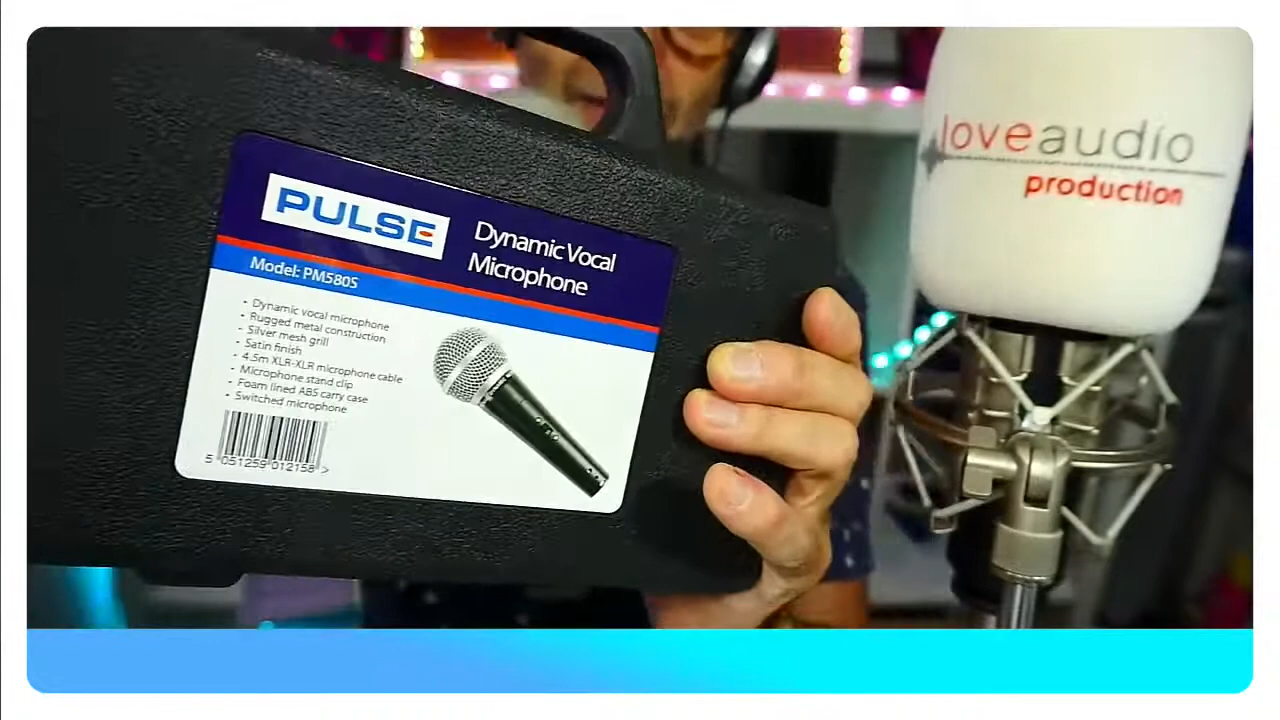 PULSE
Dynamic Vocal
Microphone
Model: PM580S
• Dynamic vocal microphone
• Rugged metal construction
• Silver mesh grill
• Satin finish
• 4.5m XLR-XLR microphone cable
• Microphone stand clip
• Foam lined ABS carry case
• Switched microphone
5 051259 012158 >
loveaudio
production